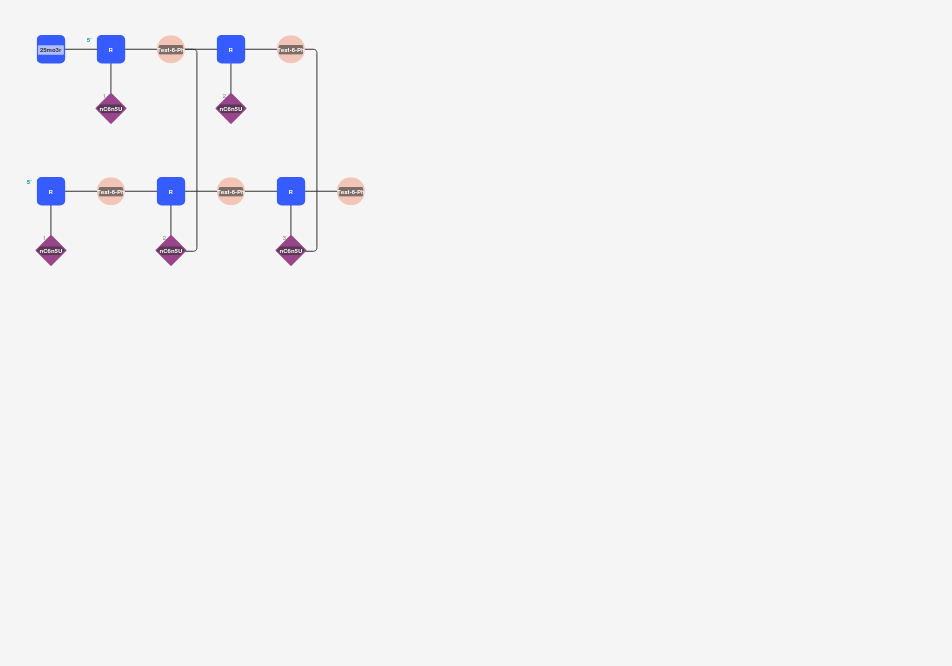 5'
25mo3r R Test-6-Ph R Test-6-Ph
1 2
nC6n5U nC6n5U
5'
R Test-6-Ph R Test-6-Ph R Test-6-Ph
1 2 3
nC6n5U nC6n5U nC6n5U